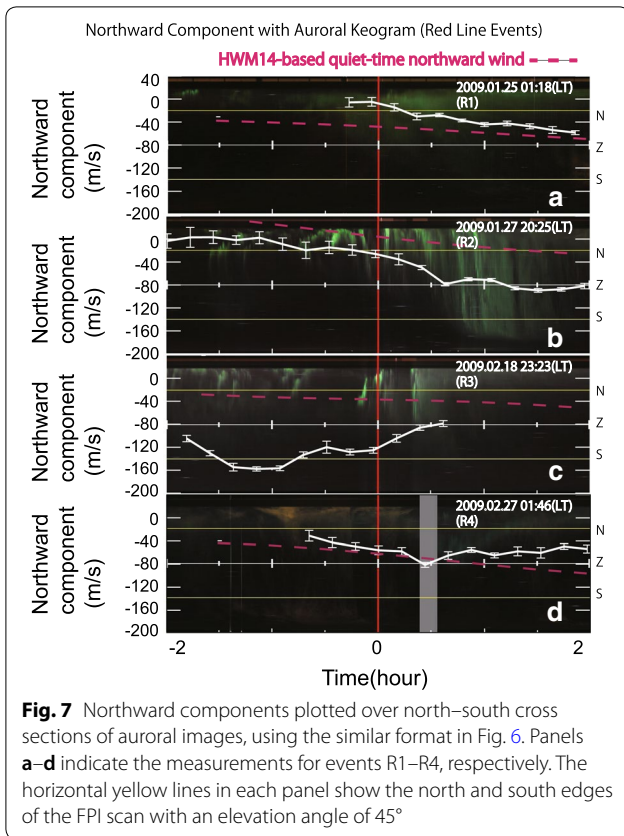 Northward Component with Auroral Keogram (Red Line Events)
HWM14-based quiet-time northward wind
Northward component (m/s)
40
0
-40
-80
-120
-160
-200
2009.01.25 01:18(LT)
(R1)
N
Z
S
a
Northward component (m/s)
0
-40
-80
-120
-160
-200
2009.01.27 20:25(LT)
(R2)
N
Z
S
b
Northward component (m/s)
0
-40
-80
-120
-160
-200
2009.02.18 23:23(LT)
(R3)
N
Z
S
c
Northward component (m/s)
0
-40
-80
-120
-160
-200
2009.02.27 01:46(LT)
(R4)
N
Z
S
d
-2 0 2
Time(hour)
Fig. 7 Northward components plotted over north–south cross
sections of auroral images, using the similar format in Fig. 6. Panels
a–d indicate the measurements for events R1–R4, respectively. The
horizontal yellow lines in each panel show the north and south edges
of the FPI scan with an elevation angle of 45°